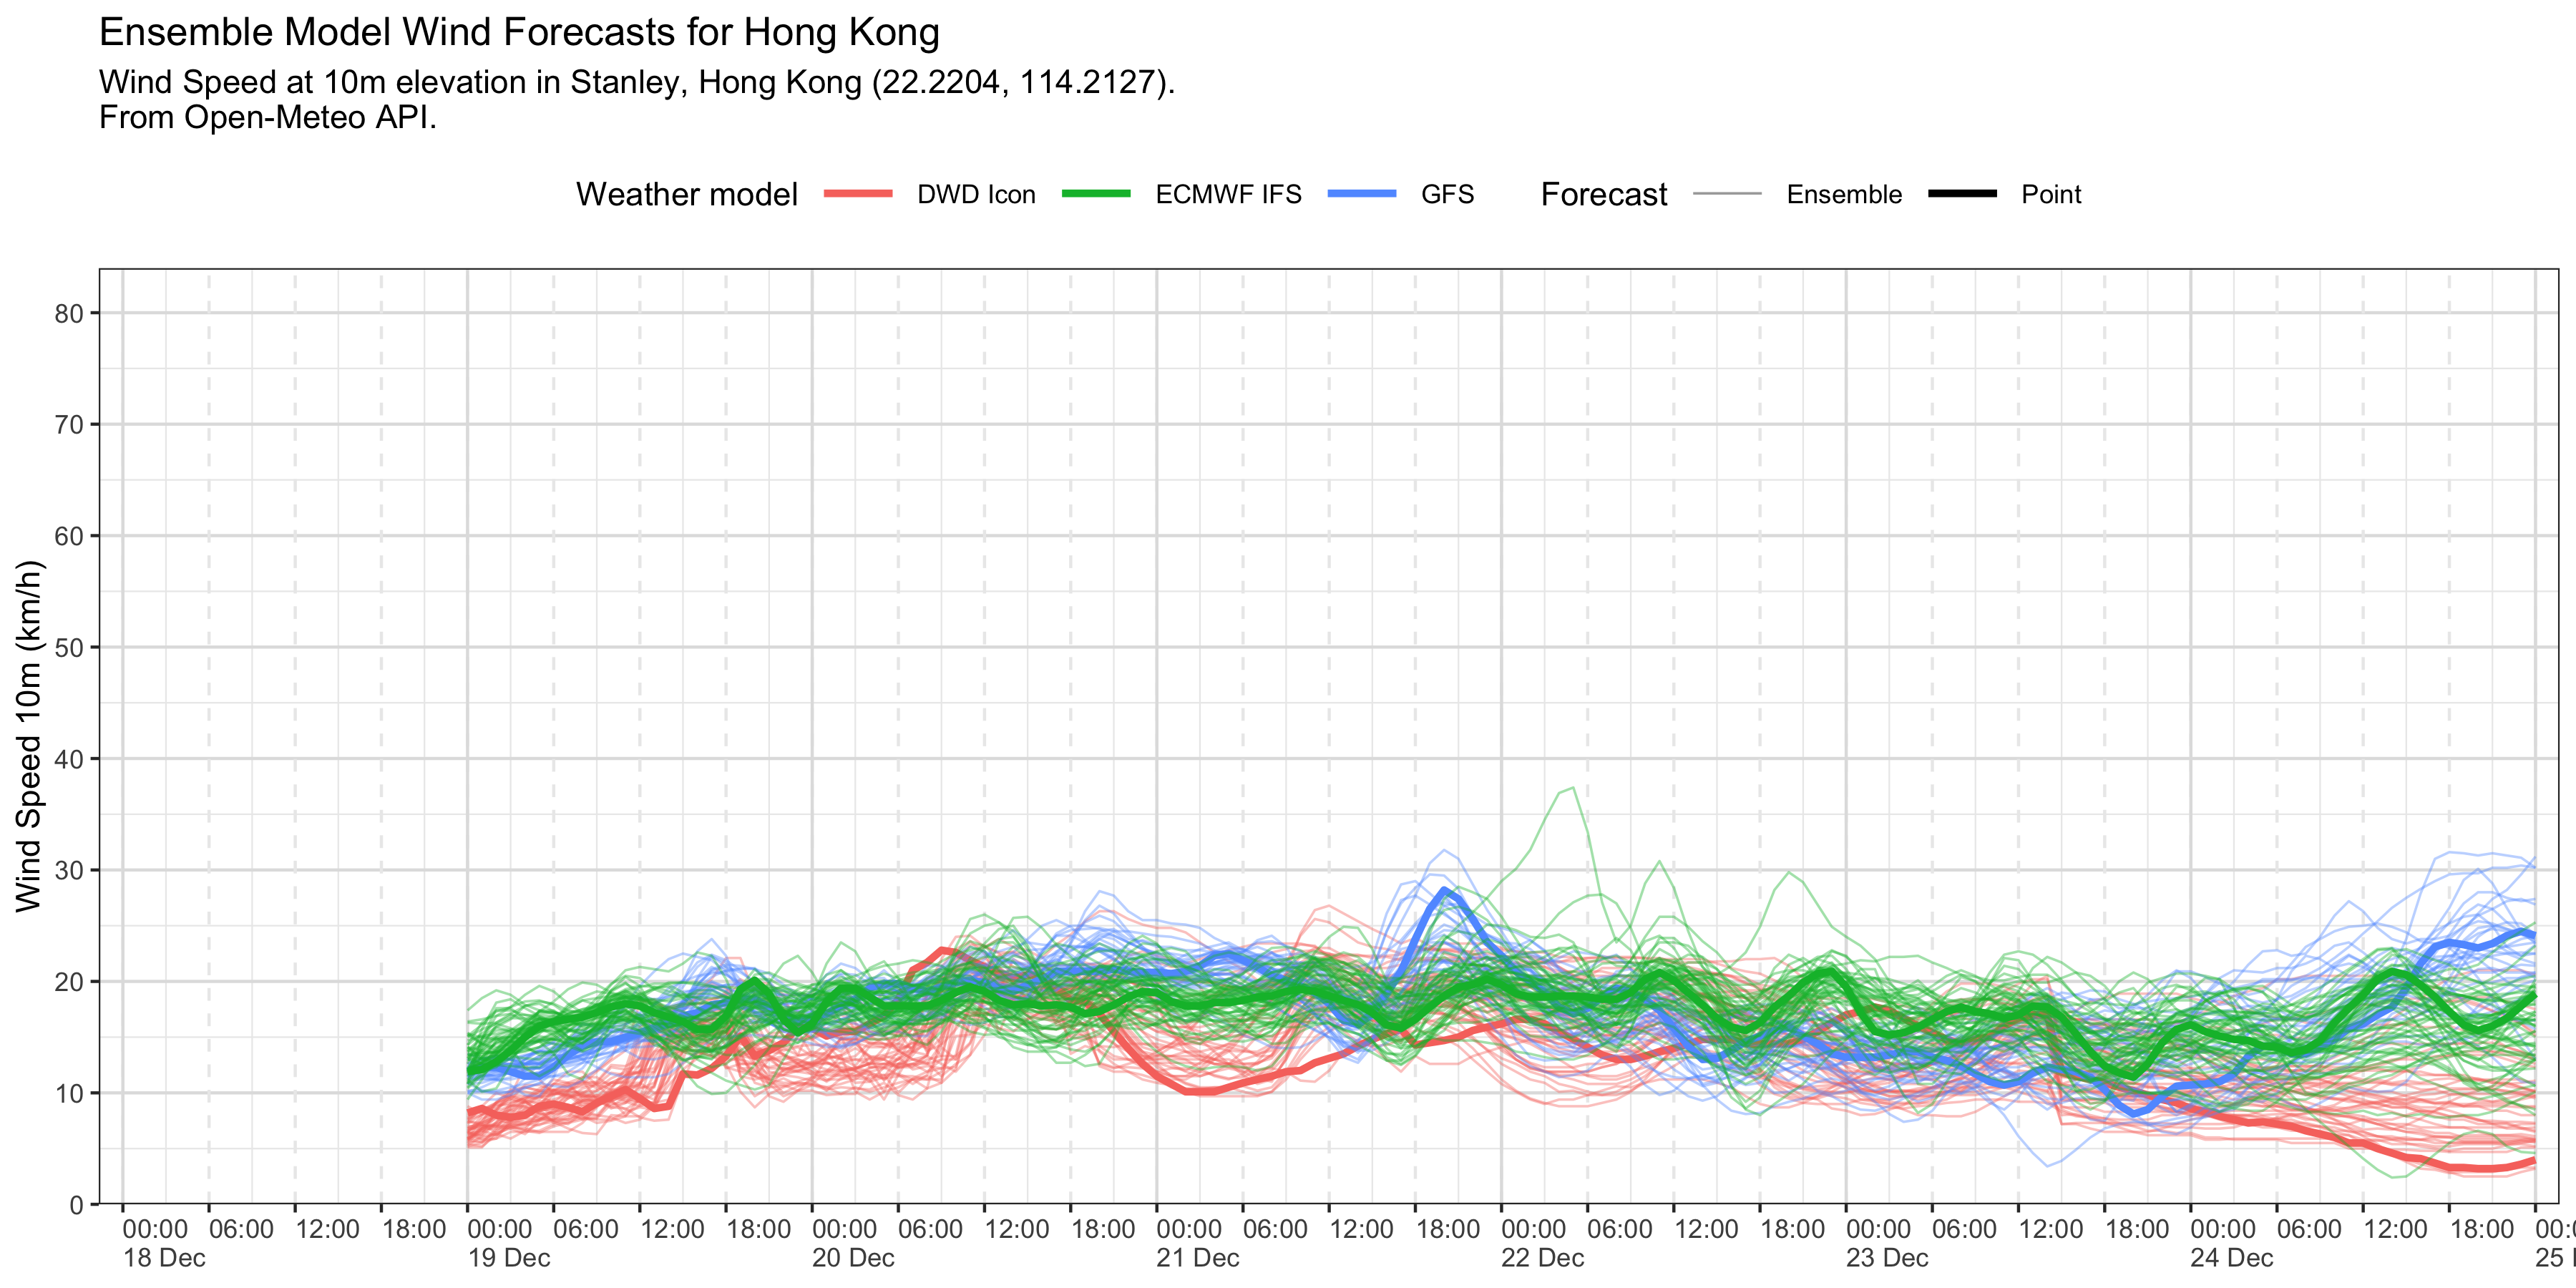 Ensemble Model Wind Forecasts for Hong Kong
Wind Speed at 10m elevation in Stanley, Hong Kong (22.2204, 114.2127).
From Open-Meteo API.
Weather model DWD Icon ECMWF IFS GFS Forecast Ensemble Point
Wind Speed 10m (km/h)
80
70
60
50
40
30
20
10
0
00:00 06:00 12:00 18:00 00:00 06:00 12:00 18:00 00:00 06:00 12:00 18:00 00:00 06:00 12:00 18:00 00:00 06:00 12:00 18:00 00:00 06:00 12:00 18:00 00:00 06:00 12:00 18:00
18 Dec 19 Dec 20 Dec 21 Dec 22 Dec 23 Dec 24 Dec 25